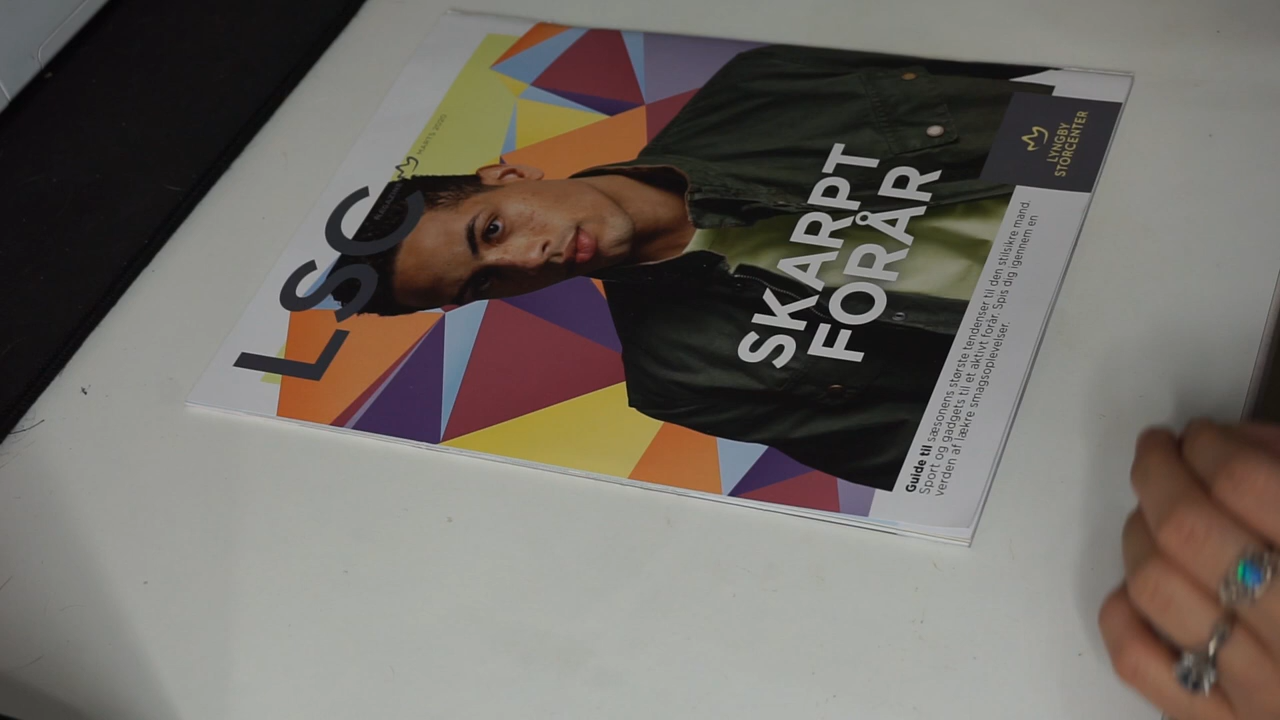 LSC
MARTS 2020
SKARPT
FORÅR
LYNGBY
STORCENTER
Guide til sæsonens største tendenser til den stilsikre mand.
Sport og gadgets til et aktivt forår. Spis dig igennem en
verden af lækre smagsoplevelser.